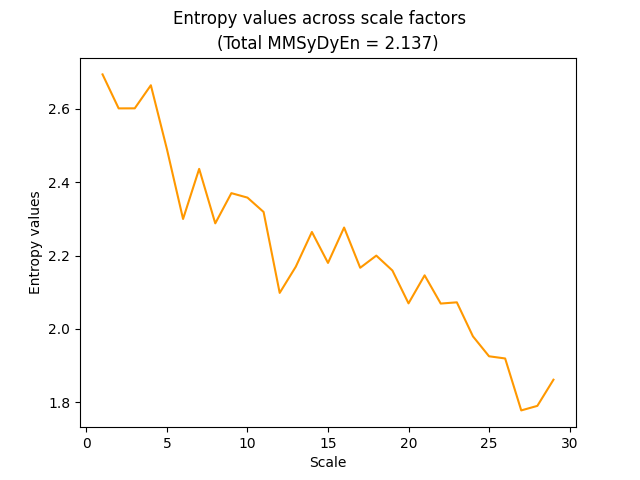 Entropy values across scale factors
(Total MMSyDyEn = 2.137)
Entropy values
2.6
2.4
2.2
2.0
1.8
0 5 10 15 20 25 30
Scale